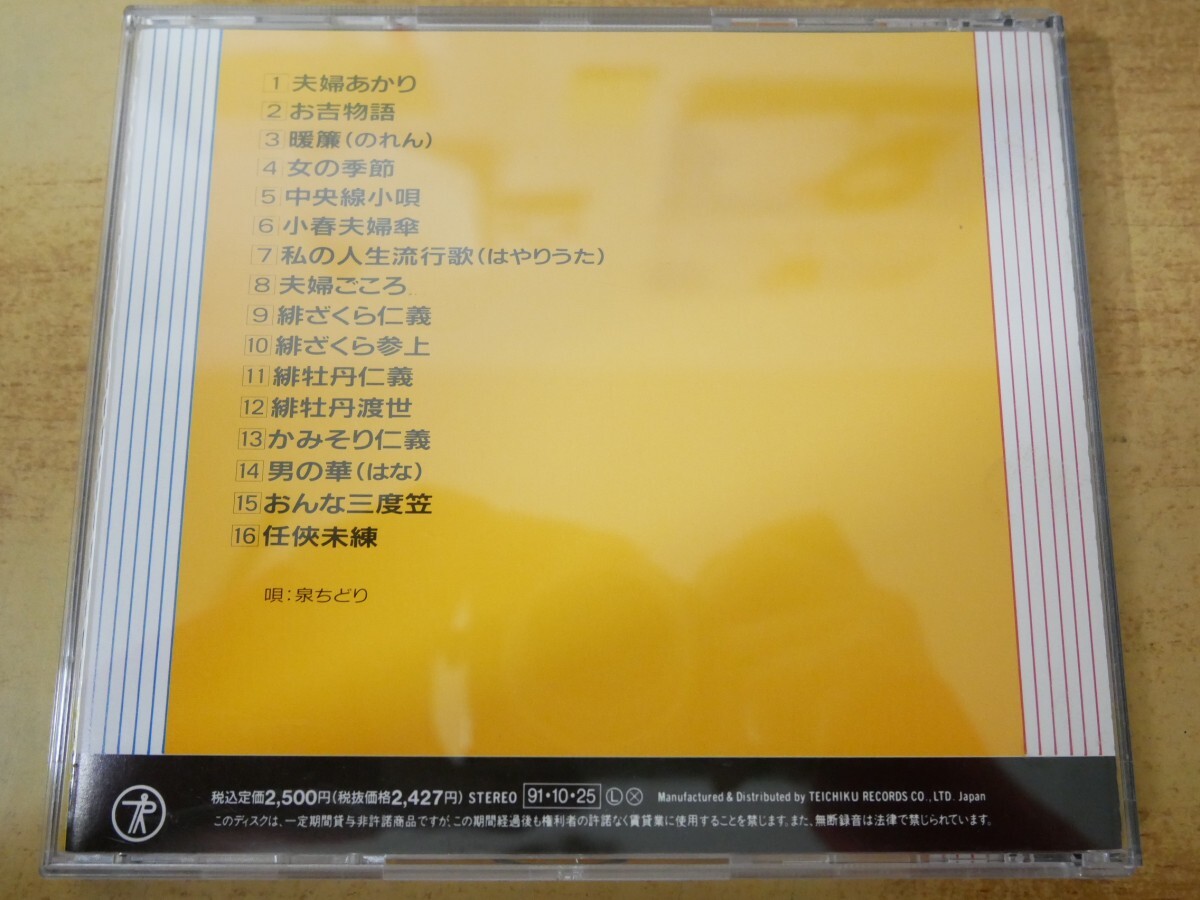 1 夫婦あかり
2 お吉物語
3 暖簾(のれん)
4 女の季節
5 中央線小唄
6 小春夫婦傘
7 私の人生流行歌(はやりうた)
8 夫婦ごころ
9 緋ざくら仁義
10 緋ざくら参上
11 緋牡丹仁義
12 緋牡丹渡世
13 かみそり仁義
14 男の華(はな)
15 おんな三度笠
16 任侠未練
唄:泉ちどり
税込定価2,500円(税抜価格2,427円) STEREO 91・10・25 Ⓛ Ⓧ Manufactured & Distributed by TEICHIKU RECORDS CO., LTD. Japan
このディスクは、一定期間貸与非許諾商品ですが、この期間経過後も権利者の許諾なく賃貸業に使用することを禁じます。また、無断録音は法律で禁じられています。